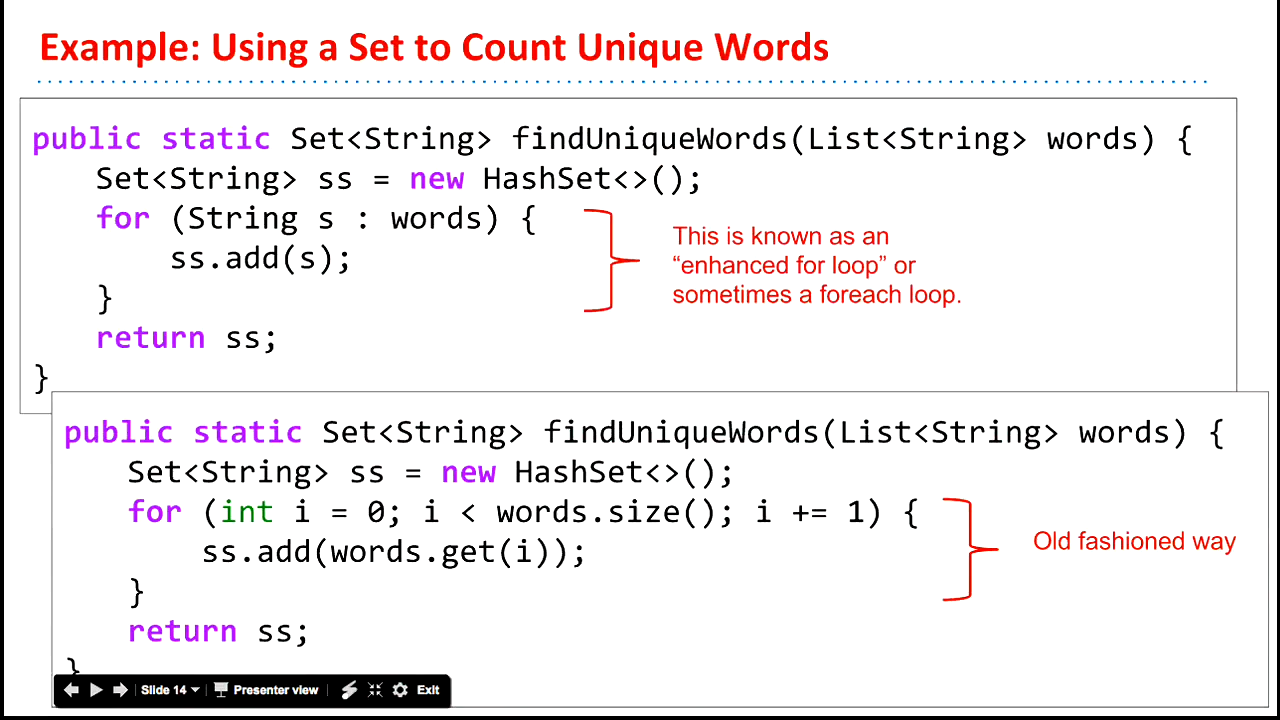 Example: Using a Set to Count Unique Words
public static Set<String> findUniqueWords(List<String> words) {
Set<String> ss = new HashSet<>();
for (String s : words) {
ss.add(s);
}
return ss;
}
This is known as an
“enhanced for loop” or
sometimes a foreach loop.
public static Set<String> findUniqueWords(List<String> words) {
Set<String> ss = new HashSet<>();
for (int i = 0; i < words.size(); i += 1) {
ss.add(words.get(i));
}
return ss;
}
Old fashioned way
Slide 14
Presenter view
Exit